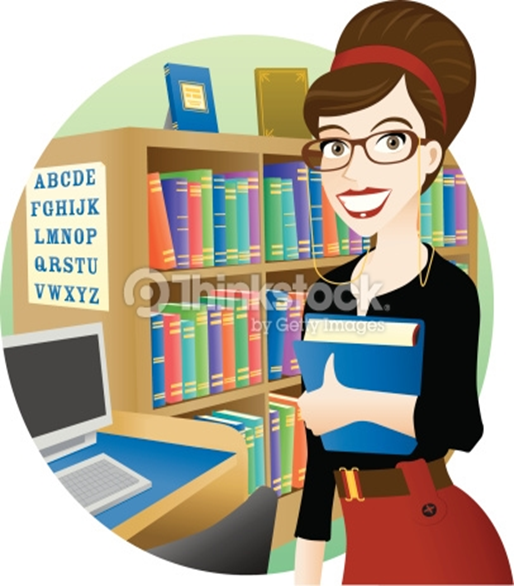 ABCDE
FGHIJK
LMNOP
QRSTU
VWXYZ
Thinkstock
by Getty Images